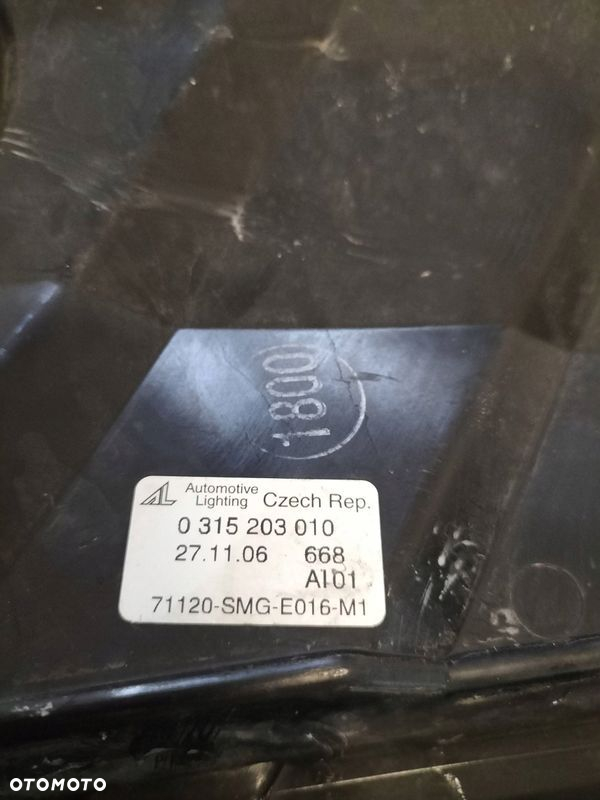 1800
AL Automotive Lighting Czech Rep.
0 315 203 010
27.11.06 668
AI01
71120-SMG-E016-M1
OTOMOTO